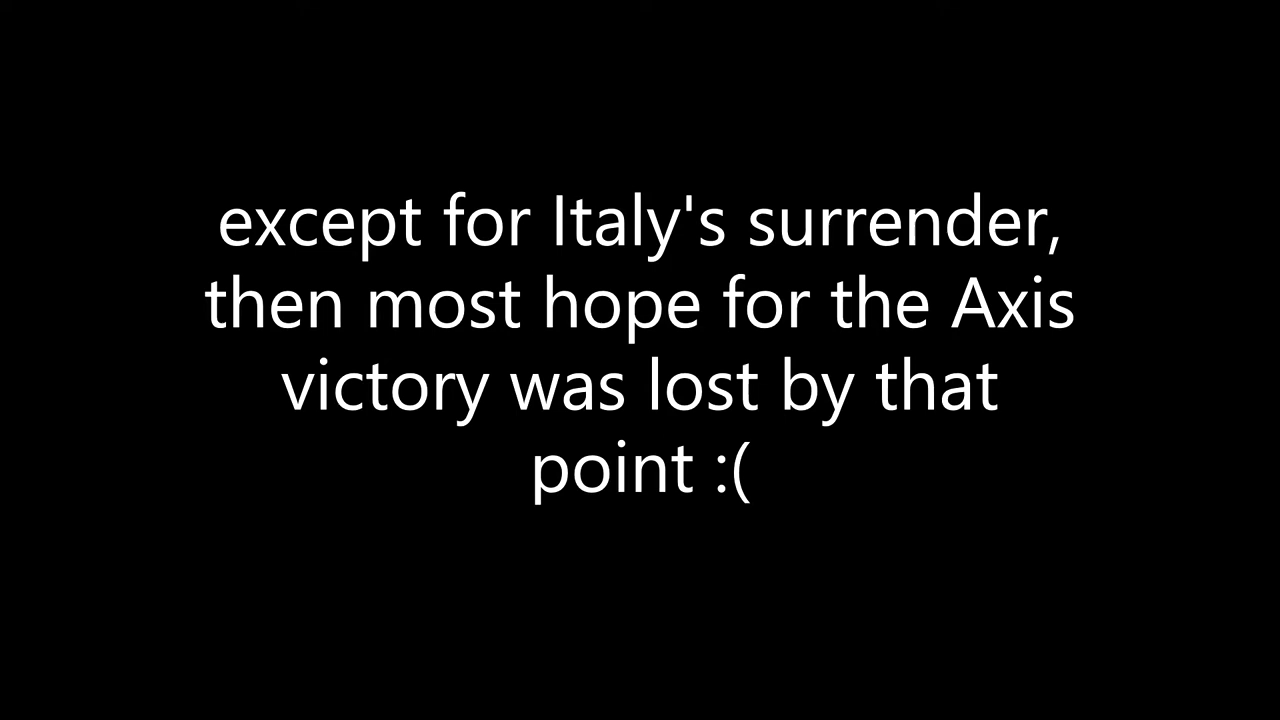 except for Italy's surrender,
then most hope for the Axis
victory was lost by that
point :(